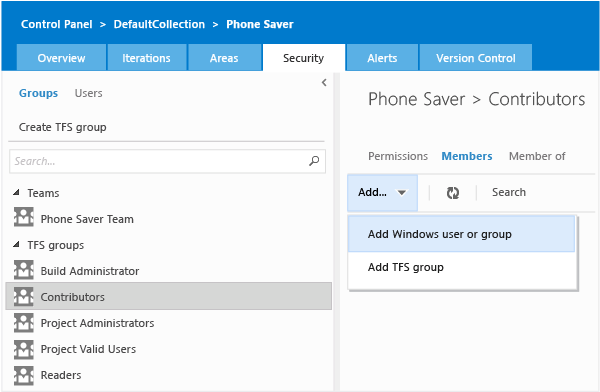 Control Panel > DefaultCollection > Phone Saver
Overview Iterations Areas Security Alerts Version Control
Groups Users
Create TFS group
Search...
Teams
Phone Saver Team
TFS groups
Build Administrator
Contributors
Project Administrators
Project Valid Users
Readers
Phone Saver > Contributors
Permissions Members Member of
Add... Search
Add Windows user or group
Add TFS group